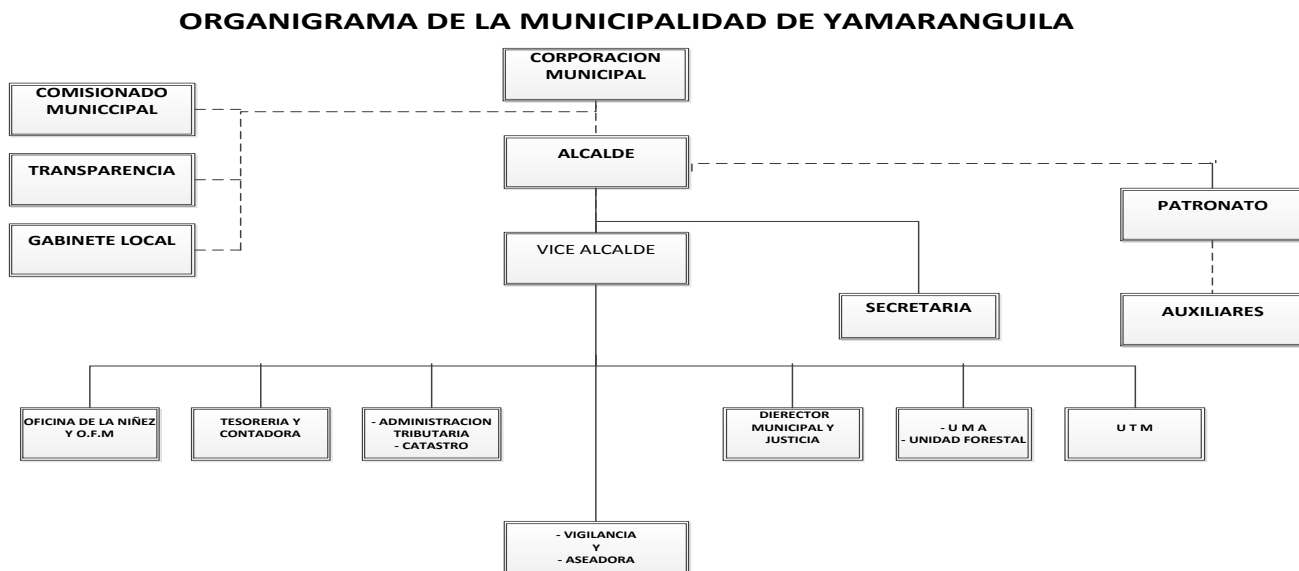 ORGANIGRAMA DE LA MUNICIPALIDAD DE YAMARANGUILA
CORPORACION
MUNICIPAL
COMISIONADO
MUNICCIPAL
ALCALDE
TRANSPARENCIA
PATRONATO
GABINETE LOCAL
VICE ALCALDE
SECRETARIA
AUXILIARES
OFICINA DE LA NIÑEZ
Y O.F.M
TESORERIA Y
CONTADORA
- ADMINISTRACION
TRIBUTARIA
- CATASTRO
DIERECTOR
MUNICIPAL Y
JUSTICIA
- U M A
- UNIDAD FORESTAL
U T M
- VIGILANCIA
Y
- ASEADORA